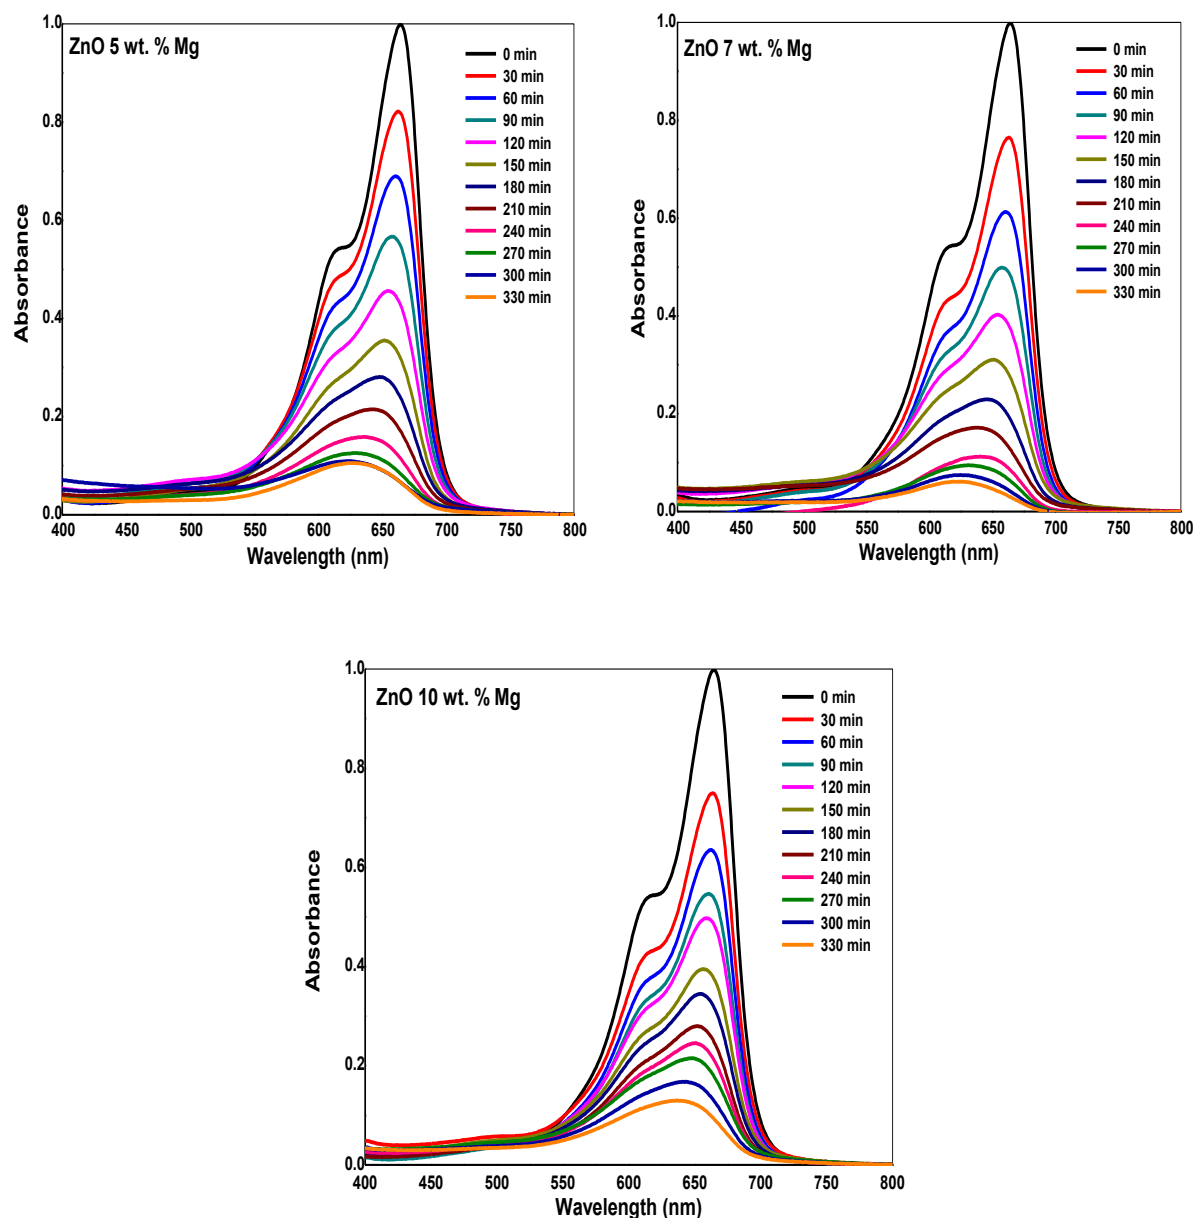 ZnO 5 wt. % Mg
1.0
0.8
0.6
0.4
0.2
0.0
Absorbance
0 min
30 min
60 min
90 min
120 min
150 min
180 min
210 min
240 min
270 min
300 min
330 min
400 450 500 550 600 650 700 750 800
Wavelength (nm)
ZnO 7 wt. % Mg
1.0
0.8
0.6
0.4
0.2
0.0
Absorbance
0 min
30 min
60 min
90 min
120 min
150 min
180 min
210 min
240 min
270 min
300 min
330 min
400 450 500 550 600 650 700 750 800
Wavelength (nm)
ZnO 10 wt. % Mg
1.0
0.8
0.6
0.4
0.2
0.0
Absorbance
0 min
30 min
60 min
90 min
120 min
150 min
180 min
210 min
240 min
270 min
300 min
330 min
400 450 500 550 600 650 700 750 800
Wavelength (nm)